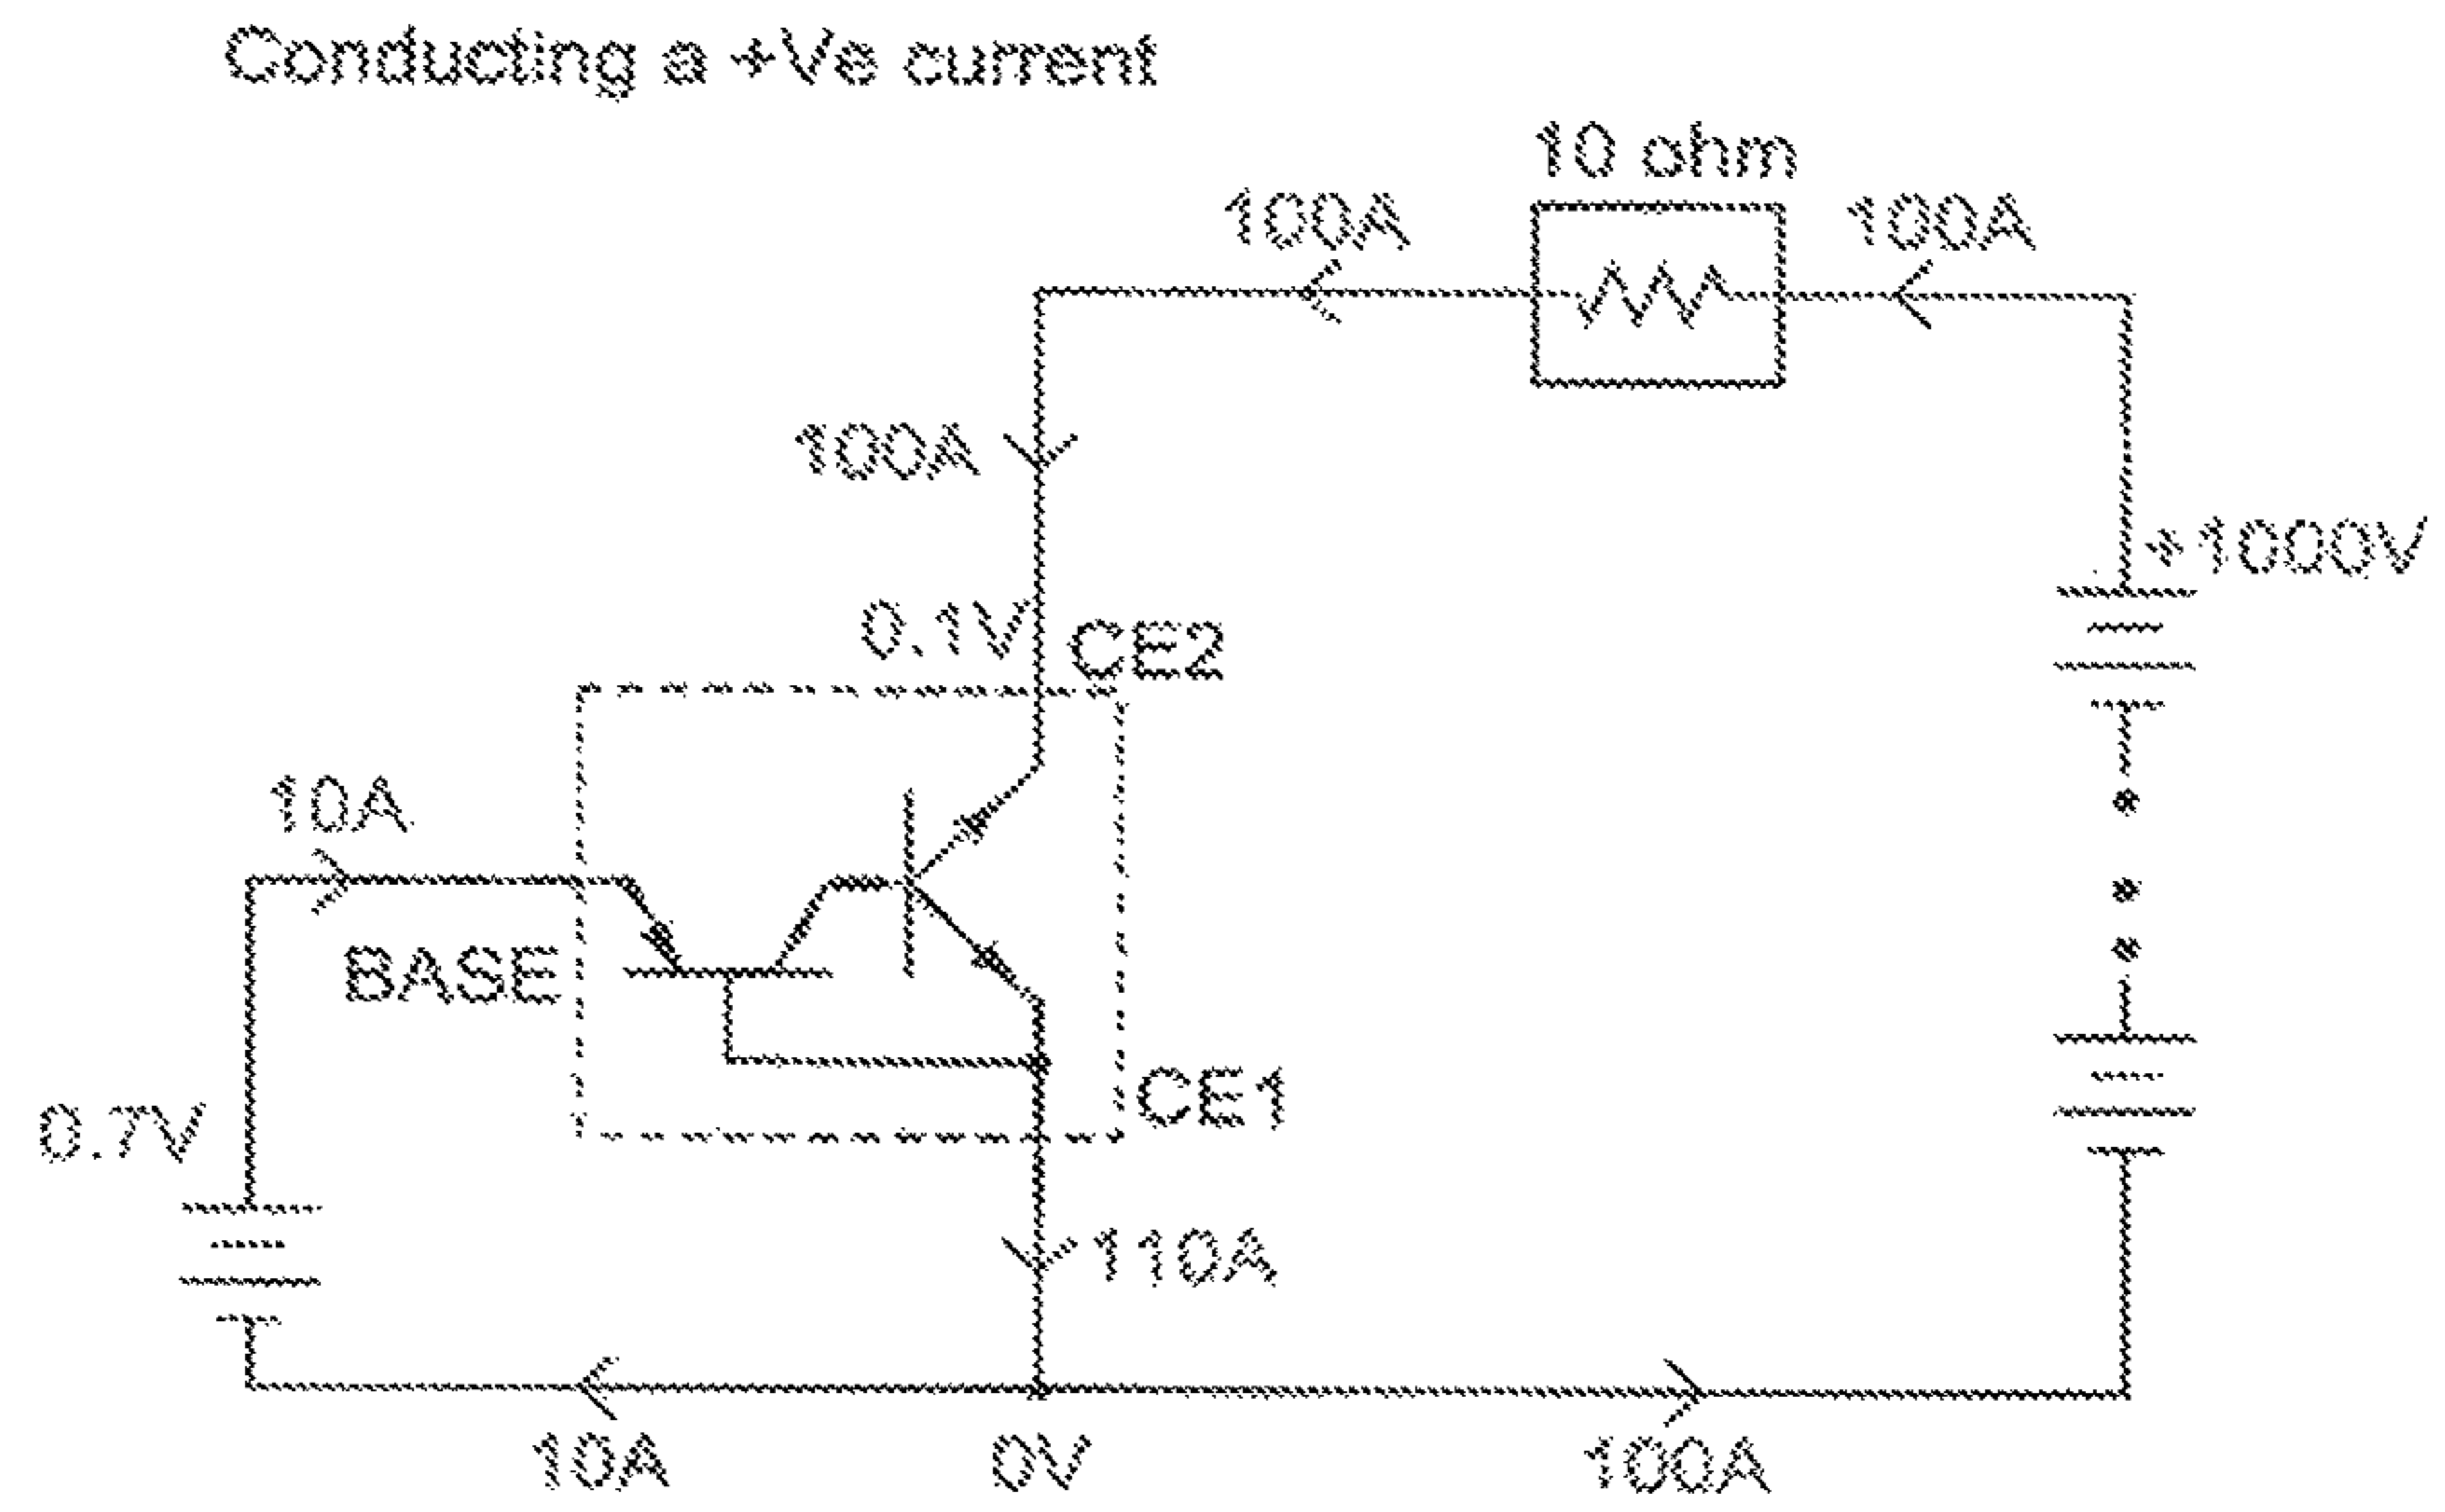 Conducting a +Ve current
10 ohm
100A
100A
100A
+1000V
0.1V
CE2
10A
BASE
CE1
0.7V
110A
10A
0V
100A